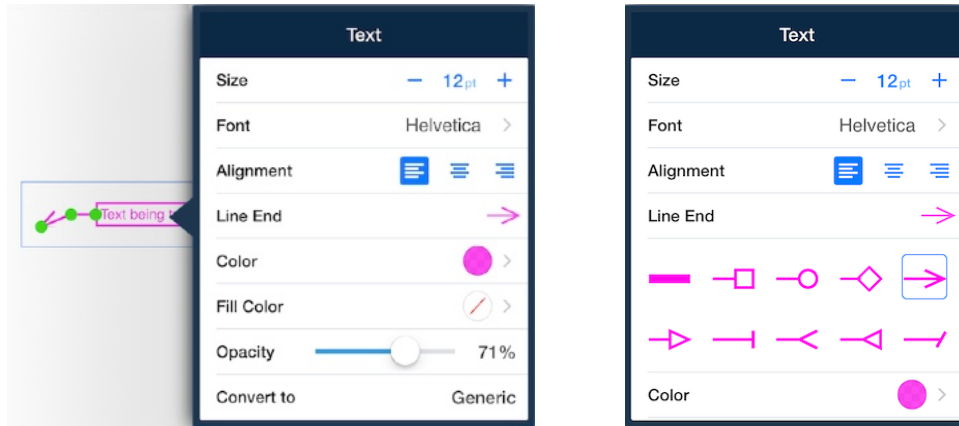 Text
Size − 12pt +
Font Helvetica >
Alignment
Line End
Color >
Fill Color >
Opacity 71%
Convert to Generic
Text being
Text
Size − 12pt +
Font Helvetica >
Alignment
Line End
Color >